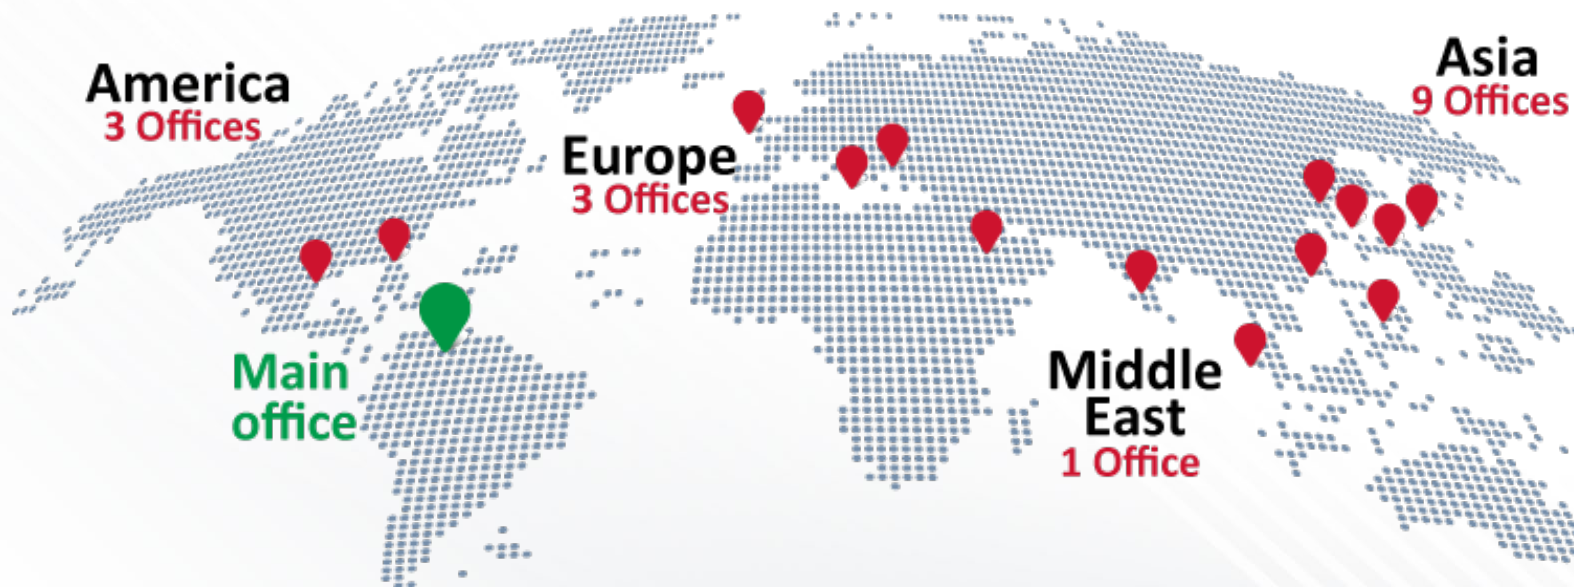 America
3 Offices
Asia
9 Offices
Europe
3 Offices
Main
office
Middle
East
1 Office